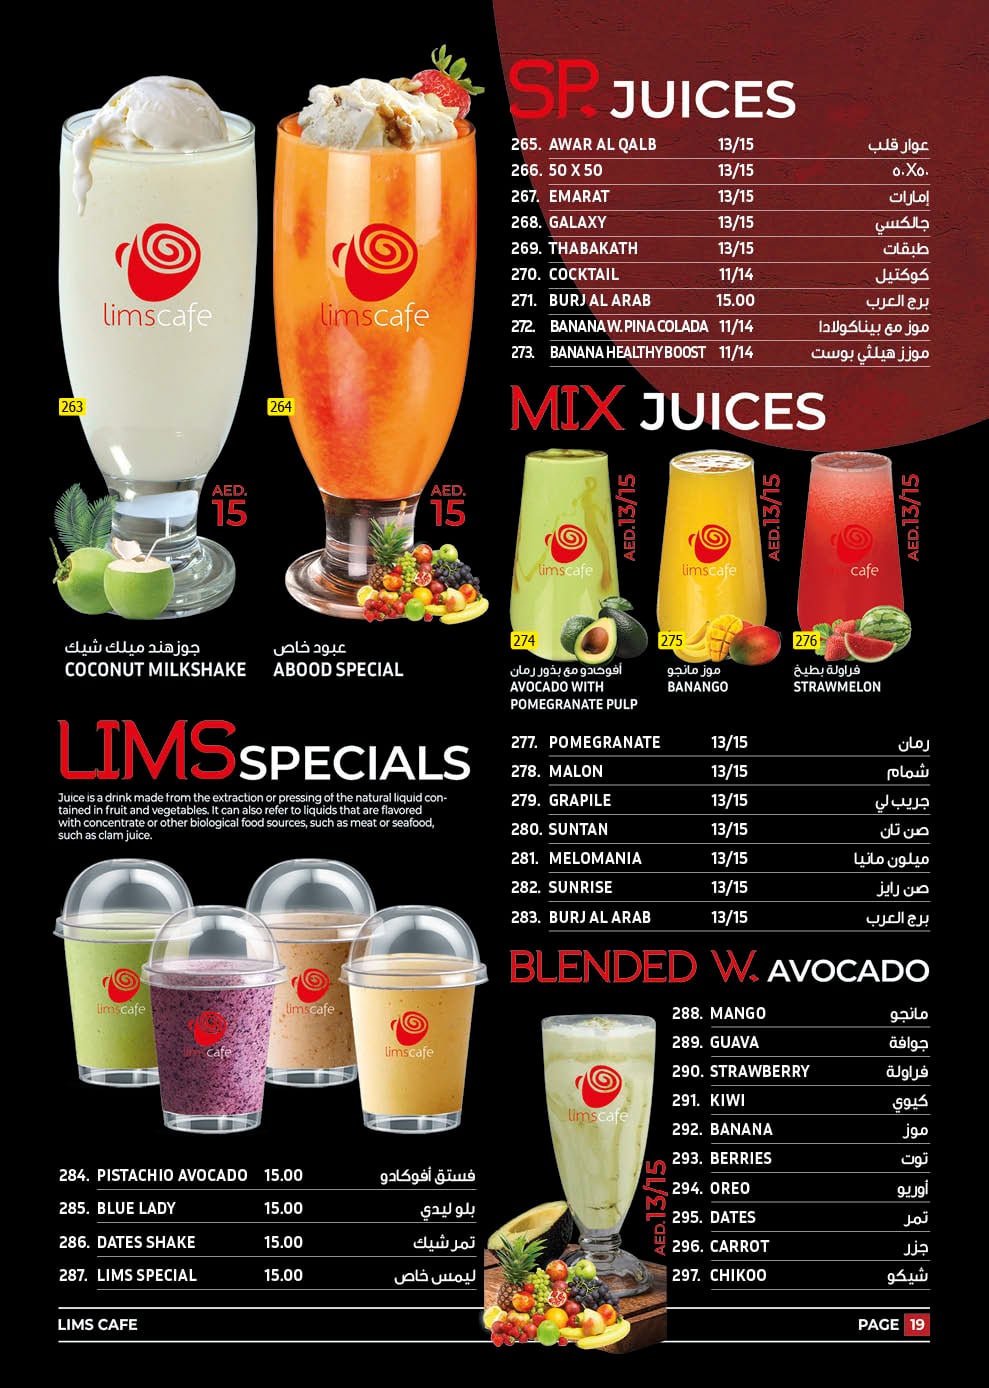 limscafe
limscafe
263
264
AED.
15
AED.
15
جوزهند ميلك شيك
COCONUT MILKSHAKE
عبود خاص
ABOOD SPECIAL
LIMS SPECIALS
Juice is a drink made from the extraction or pressing of the natural liquid con-
tained in fruit and vegetables. It can also refer to liquids that are flavored
with concentrate or other biological food sources, such as meat or seafood,
such as clam juice.
limscafe
limscafe
limscafe
limscafe
284. PISTACHIO AVOCADO 15.00 فستق أفوكادو
285. BLUE LADY 15.00 بلو ليدي
286. DATES SHAKE 15.00 تمر شيك
287. LIMS SPECIAL 15.00 ليمس خاص
SP. JUICES
265. AWAR AL QALB 13/15 عوار قلب
266. 50 X 50 13/15 ٥٠X٥٠
267. EMARAT 13/15 إمارات
268. GALAXY 13/15 جالكسي
269. THABAKATH 13/15 طبقات
270. COCKTAIL 11/14 كوكتيل
271. BURJ AL ARAB 15.00 برج العرب
272. BANANA W. PINA COLADA 11/14 موز مع بيناكولادا
273. BANANA HEALTHY BOOST 11/14 موزز هيلثي بوست
MIX JUICES
AED.13/15
AED.13/15
AED.13/15
limscafe
limscafe
cafe
274
275
276
أفوكادو مع بذور رمان
AVOCADO WITH
POMEGRANATE PULP
موز مانجو
BANANGO
فراولة بطيخ
STRAWMELON
277. POMEGRANATE 13/15 رمان
278. MALON 13/15 شمام
279. GRAPILE 13/15 جريب لي
280. SUNTAN 13/15 صن تان
281. MELOMANIA 13/15 ميلون مانيا
282. SUNRISE 13/15 صن رايز
283. BURJ AL ARAB 13/15 برج العرب
BLENDED W. AVOCADO
limscafe
AED.13/15
288. MANGO مانجو
289. GUAVA جوافة
290. STRAWBERRY فراولة
291. KIWI كيوي
292. BANANA موز
293. BERRIES توت
294. OREO أوريو
295. DATES تمر
296. CARROT جزر
297. CHIKOO شيكو
LIMS CAFE
PAGE 19